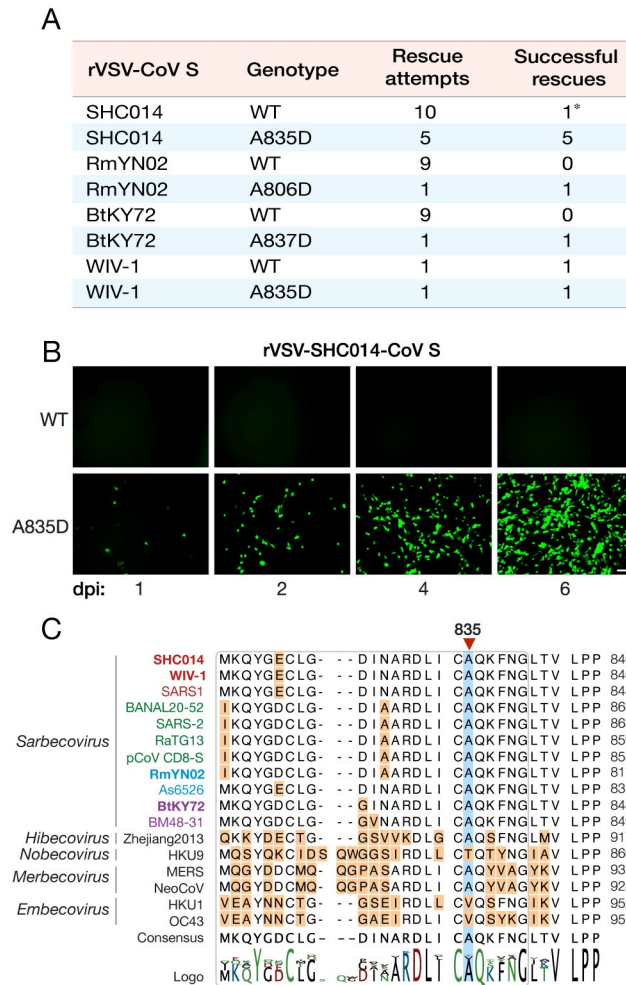 A
rVSV-CoV S Genotype Rescue attempts Successful rescues
SHC014 WT 10 1*
SHC014 A835D 5 5
RmYN02 WT 9 0
RmYN02 A806D 1 1
BtKY72 WT 9 0
BtKY72 A837D 1 1
WIV-1 WT 1 1
WIV-1 A835D 1 1
B
rVSV-SHC014-CoV S
WT
A835D
dpi: 1 2 4 6
C
835
Sarbecovirus
SHC014 MKQYGECLG- --DINARDLI CAQKFNGLTV LPP 84
WIV-1 MKQYGECLG- --DINARDLI CAQKFNGLTV LPP 84
SARS1 MKQYGECLG- --DINARDLI CAQKFNGLTV LPP 84
BANAL20-52 IKQYGDCLG- --DIAARDLI CAQKFNGLTV LPP 86
SARS-2 IKQYGDCLG- --DIAARDLI CAQKFNGLTV LPP 86
RaTG13 IKQYGDCLG- --DIAARDLI CAQKFNGLTV LPP 85
pCoV CD8-S IKQYGDCLG- --DIAARDLI CAQKFNGLTV LPP 85
RmYN02 IKQYGDCLG- --DIAARDLI CAQKFNGLTV LPP 81
As6526 MKQYGECLG- --DINARDLI CAQKFNGLTV LPP 83
BtKY72 MKQYGDCLG- --GINARDLI CAQKFNGLTV LPP 84
BM48-31 MKQYGDCLG- --GVNARDLI CAQKFNGLTV LPP 84
Hibecovirus Zhejiang2013 QKKYDECTG- --GSVVKDLG CAQSFNGLMV LPP 91
Nobecovirus HKU9 MQSYQKCIDS QWGGSIRDLL CTQTYNGIAV LPP 86
Merbecovirus
MERS MQGYDDCMQ- QGPASARDLI CAQYVAGYKV LPP 93
NeoCoV MQGYDNCMQ- QGPASARDLI CAQYVAGYKV LPP 92
Embecovirus
HKU1 VEAYNNCTG- --GSEIRDLL CVQSFNGIKV LPP 95
OC43 VEAYNNCTG- --GAEIRDLI CVQSYKGIKV LPP 95
Consensus MKQYGDCLG- --DINARDLI CAQKFNGLTV LPP
Logo